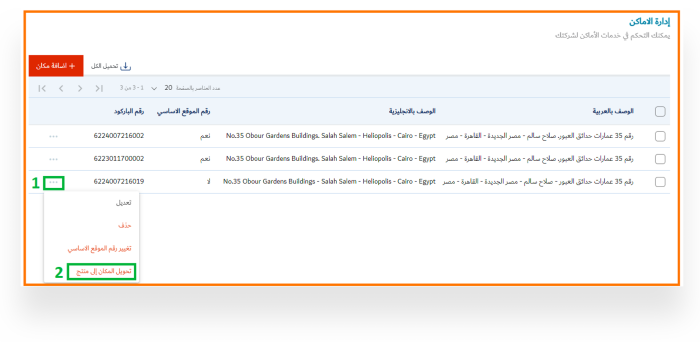 إدارة الاماكن
يمكنك التحكم في خدمات الأماكن لشركتك
تحميل الكل + اضافة مكان
عدد العناصر بالصفحة 20 1 - 3 من 3
الوصف بالعربية الوصف بالانجليزية رقم الموقع الاساسي رقم الباركود
رقم 35 عمارات حدائق العبور, صلاح سالم - مصر الجديدة - القاهرة - مصر No.35 Obour Gardens Buildings, Salah Salem - Heliopolis - Cairo - Egypt نعم 6224007216002 ...
رقم 35 عمارات حدائق العبور, صلاح سالم - مصر الجديدة - القاهرة - مصر No.35 Obour Gardens Buildings, Salah Salem - Heliopolis - Cairo - Egypt نعم 6223011700002 ...
رقم 35 عمارات حدائق العبور - صلاح سالم - مصر الجديدة - القاهرة - مصر No.35 Obour Gardens Buildings - Salah Salem - Heliopolis - Cairo - Egypt لا 6224007216019 ... 1
تعديل
حذف
تغيير رقم الموقع الاساسي
تحويل المكان إلى منتج 2